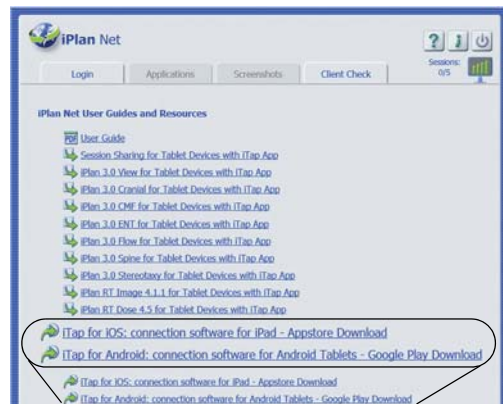 iPlan Net
? i
Sessions:
0/5
Login Applications Screenshots Client Check
iPlan Net User Guides and Resources
PDF User Guide
Session Sharing for Tablet Devices with iTap App
iPlan 3.0 View for Tablet Devices with iTap App
iPlan 3.0 Cranial for Tablet Devices with iTap App
iPlan 3.0 CMF for Tablet Devices with iTap App
iPlan 3.0 ENT for Tablet Devices with iTap App
iPlan 3.0 Flow for Tablet Devices with iTap App
iPlan 3.0 Spine for Tablet Devices with iTap App
iPlan 3.0 Stereotaxy for Tablet Devices with iTap App
iPlan RT Image 4.1.1 for Tablet Devices with iTap App
iPlan RT Dose 4.5 for Tablet Devices with iTap App
iTap for iOS: connection software for iPad - Appstore Download
iTap for Android: connection software for Android Tablets - Google Play Download
iTap for iOS: connection software for iPad - Appstore Download
iTap for Android: connection software for Android Tablets - Google Play Download